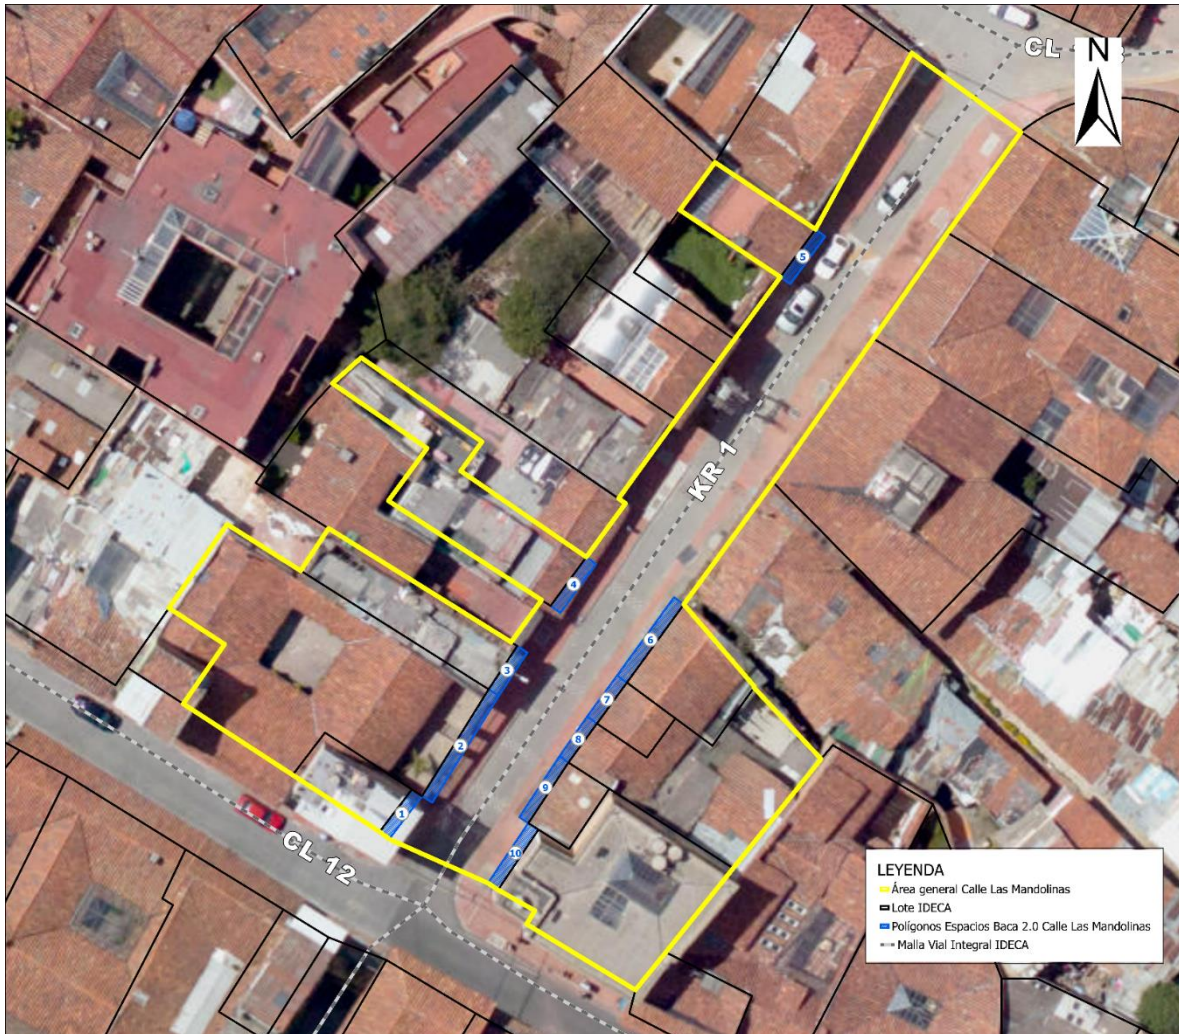 CL
N
5
KR 1
4
3
6
7
2
8
9
1
10
CL 12
LEYENDA
Área general Calle Las Mandolinas
Lote IDECA
Polígonos Espacios Baca 2.0 Calle Las Mandolinas
Malla Vial Integral IDECA